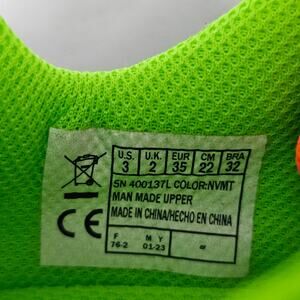 U.S. U.K. EUR CM BRA
3 2 35 22 32
SN 400137L COLOR:NVMT
MAN MADE UPPER
MADE IN CHINA/HECHO EN CHINA
CE
F M Y
76-2 01-23